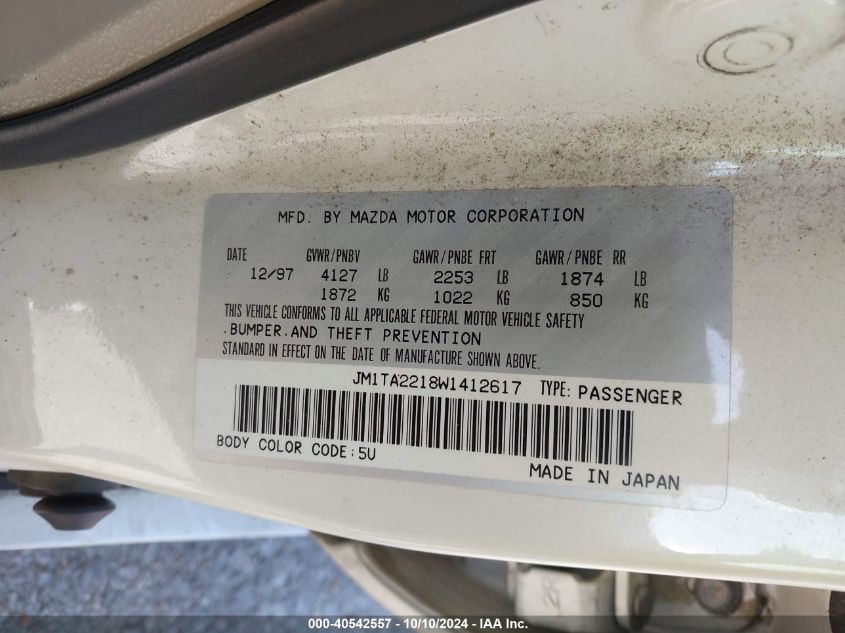 MFD. BY MAZDA MOTOR CORPORATION
DATE GVWR/PNBV GAWR/PNBE FRT GAWR/PNBE RR
12/97 4127 LB 2253 LB 1874 LB
1872 KG 1022 KG 850 KG
THIS VEHICLE CONFORMS TO ALL APPLICABLE FEDERAL MOTOR VEHICLE SAFETY
.BUMPER.AND THEFT PREVENTION
STANDARD IN EFFECT ON THE DATE OF MANUFACTURE SHOWN ABOVE.
JM1TA2218W1412617 TYPE: PASSENGER
BODY COLOR CODE:5U
MADE IN JAPAN
000-40542557 - 10/10/2024 - IAA Inc.